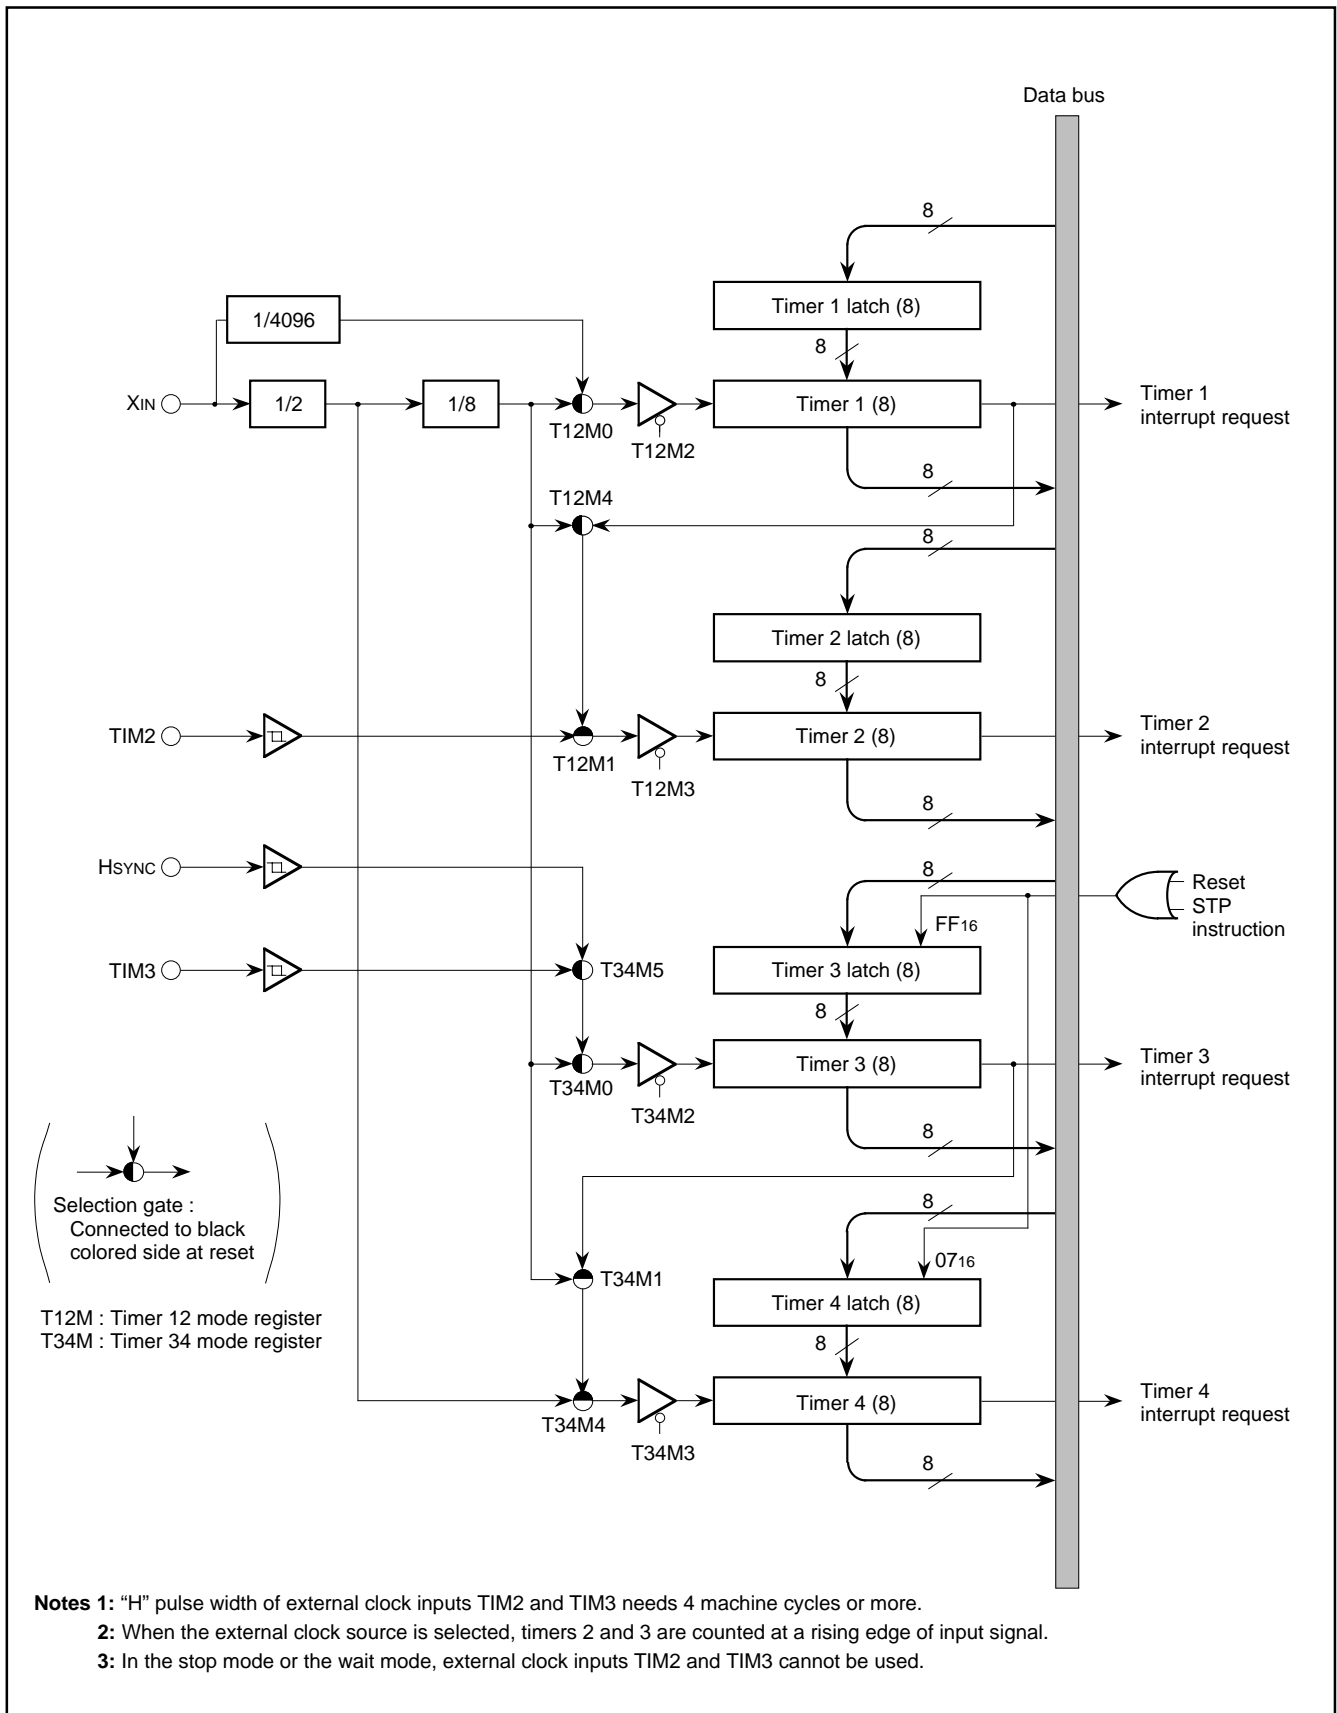 Data bus
8
Timer 1 latch (8)
1/4096
8
XIN
1/2
1/8
T12M0
T12M2
Timer 1 (8)
Timer 1
interrupt request
8
T12M4
8
Timer 2 latch (8)
8
TIM2
T12M1
T12M3
Timer 2 (8)
Timer 2
interrupt request
8
HSYNC
8
Reset
STP
instruction
FF16
TIM3
T34M5
Timer 3 latch (8)
8
T34M0
T34M2
Timer 3 (8)
Timer 3
interrupt request
8
Selection gate :
Connected to black
colored side at reset
8
0716
T34M1
Timer 4 latch (8)
T12M : Timer 12 mode register
T34M : Timer 34 mode register
8
T34M4
T34M3
Timer 4 (8)
Timer 4
interrupt request
8
Notes 1: “H” pulse width of external clock inputs TIM2 and TIM3 needs 4 machine cycles or more.
2: When the external clock source is selected, timers 2 and 3 are counted at a rising edge of input signal.
3: In the stop mode or the wait mode, external clock inputs TIM2 and TIM3 cannot be used.